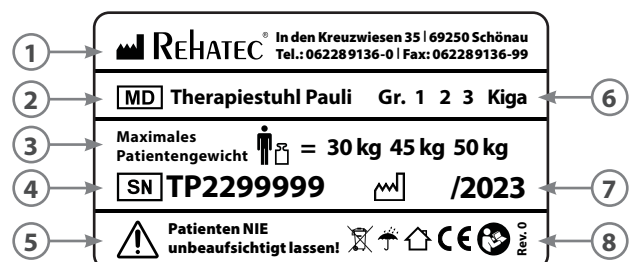 1
REHATEC®
In den Kreuzwiesen 35 | 69250 Schönau
Tel.: 062289136-0 | Fax: 062289136-99
2
MD Therapiestuhl Pauli Gr. 1 2 3 Kiga
6
3
Maximales
Patientengewicht = 30 kg 45 kg 50 kg
4
SN TP2299999 /2023
7
5
Patienten NIE
unbeaufsichtigt lassen!
CE
Rev. 0
8